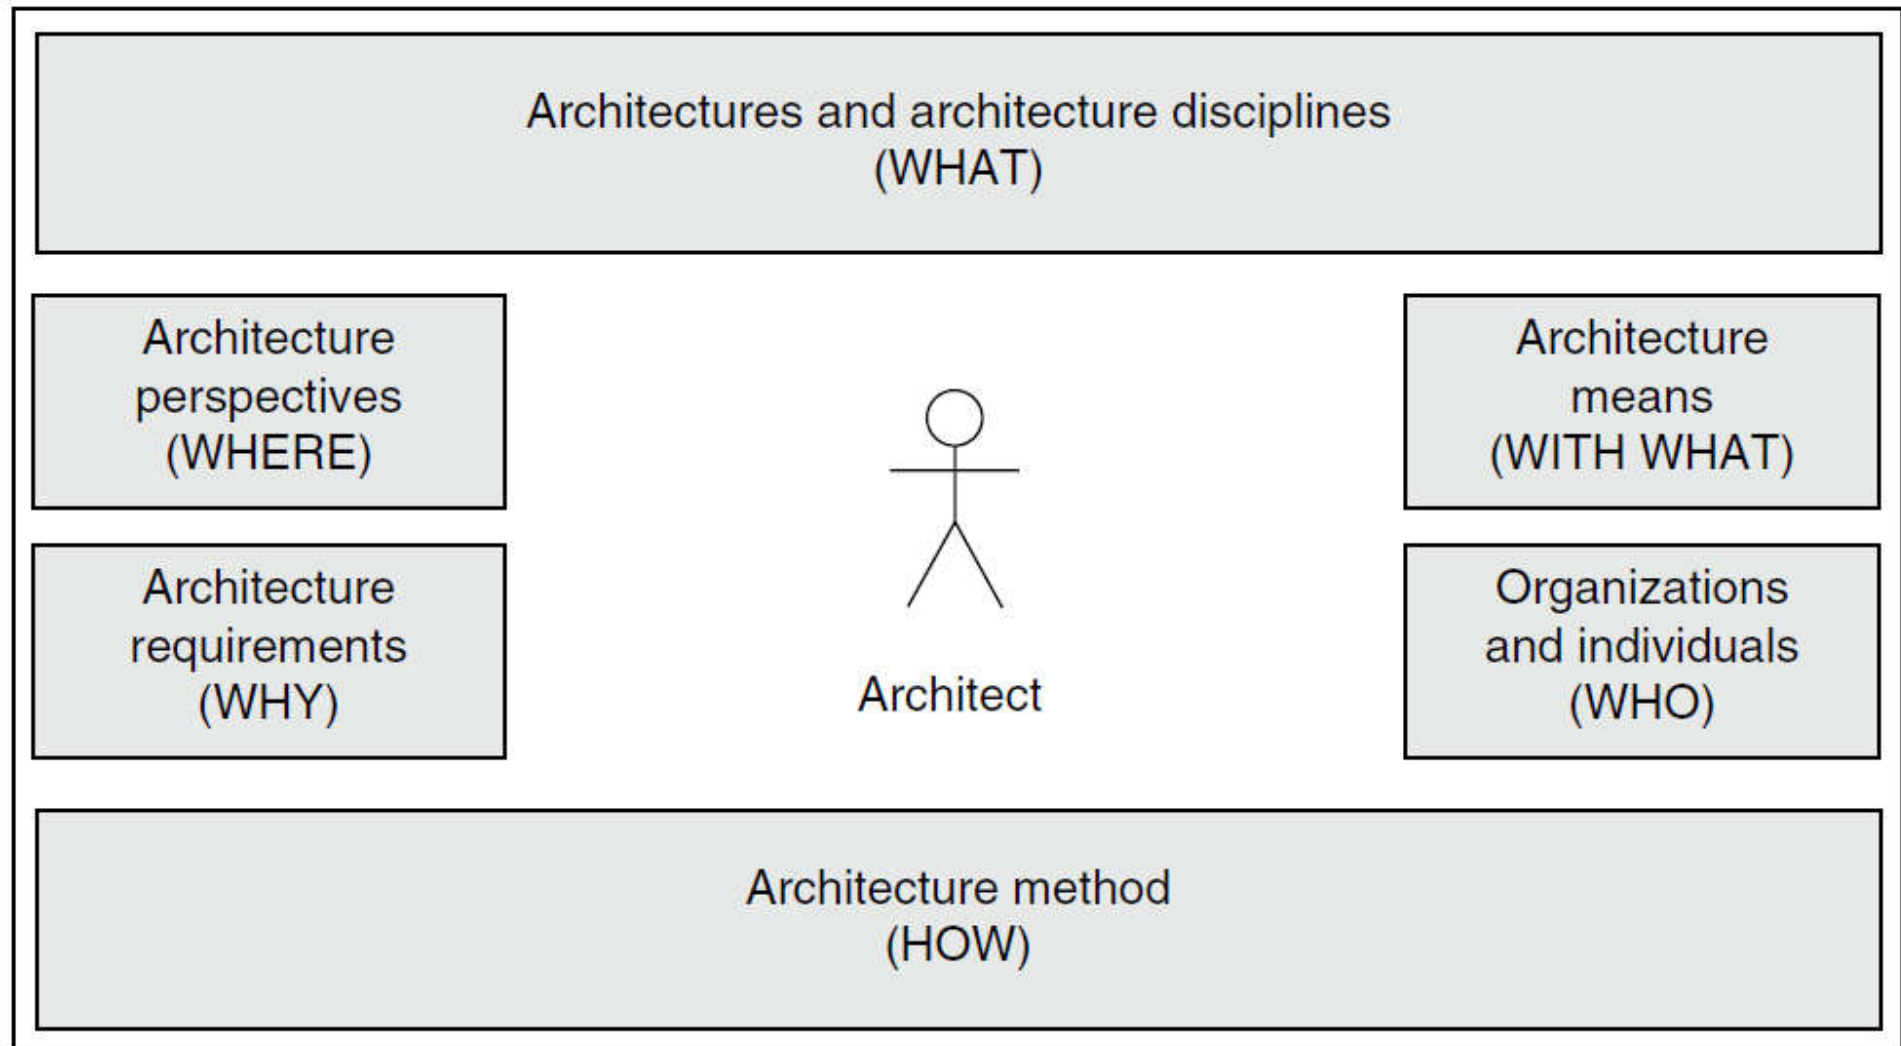 Architectures and architecture disciplines
(WHAT)
Architecture
perspectives
(WHERE)
Architecture
means
(WITH WHAT)
Architecture
requirements
(WHY)
Architect
Organizations
and individuals
(WHO)
Architecture method
(HOW)